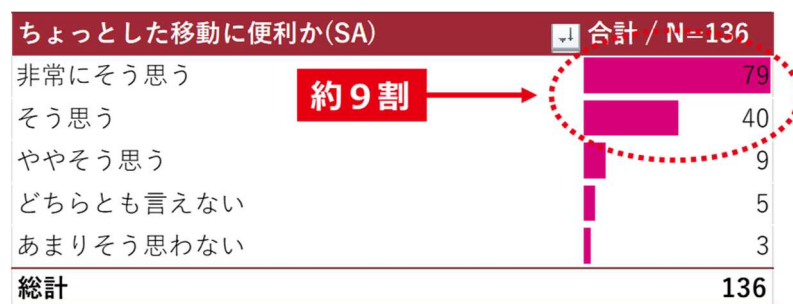 ちょっとした移動に便利か(SA) 合計 / N=136
非常にそう思う 79
約9割
そう思う 40
ややそう思う 9
どちらとも言えない 5
あまりそう思わない 3
総計 136